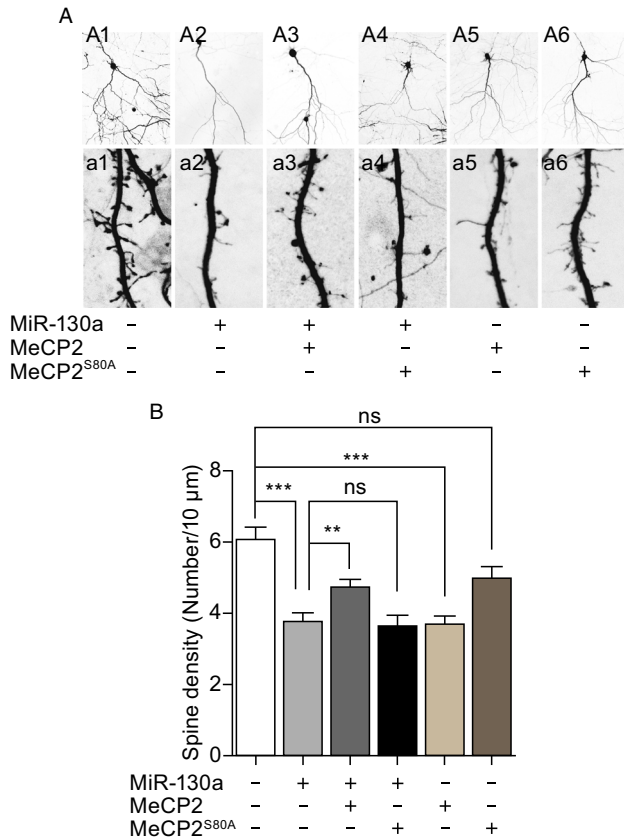 A
A1 A2 A3 A4 A5 A6
a1 a2 a3 a4 a5 a6
MiR-130a – + + + – –
MeCP2 – – + – + –
MeCP2S80A – – – + – +
B
ns
***
*** ns
**
Spine density (Number/10 µm)
8
6
4
2
0
MiR-130a – + + + – –
MeCP2 – – + – + –
MeCP2S80A – – – + – +